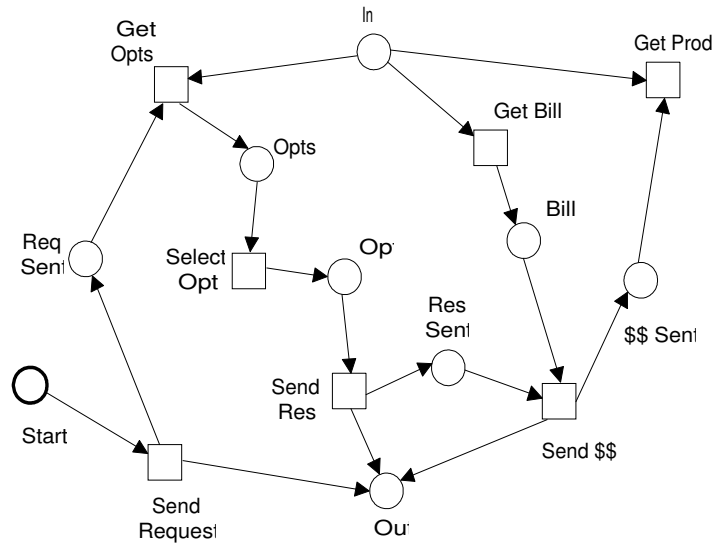 In
Get
Opts
Get Prod
Get Bill
Opts
Bill
Req
Sent
Select
Opt
Opt
Res
Sent
$$ Sent
Start
Send
Res
Send $$
Send
Request
Out